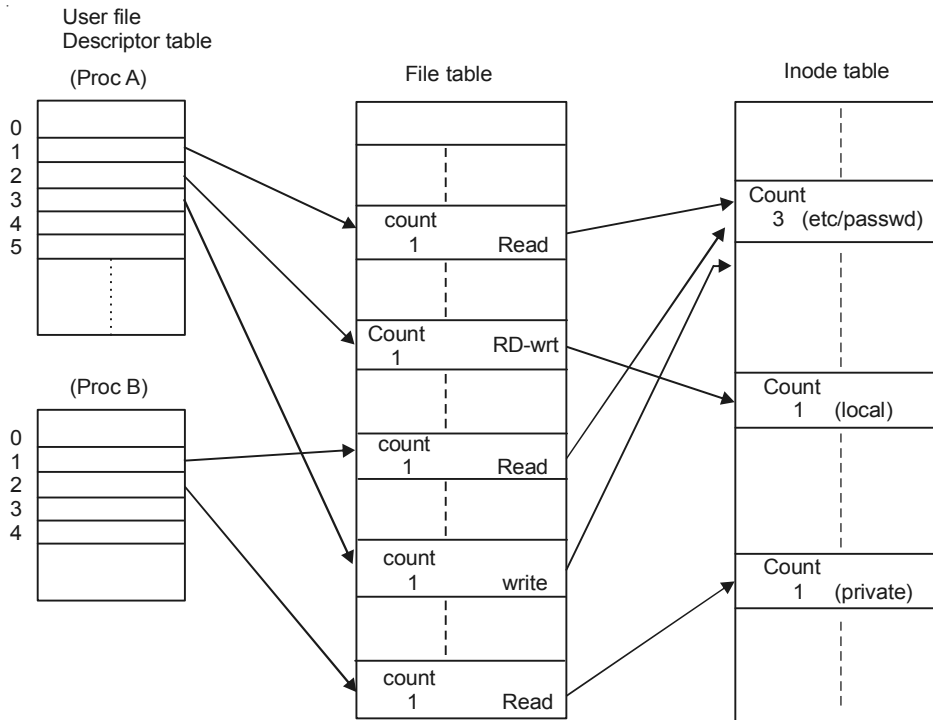 User file
Descriptor table
(Proc A)
0
1
2
3
4
5
(Proc B)
0
1
2
3
4
File table
count
1 Read
Count
1 RD-wrt
count
1 Read
count
1 write
count
1 Read
Inode table
Count
3 (etc/passwd)
Count
1 (local)
Count
1 (private)